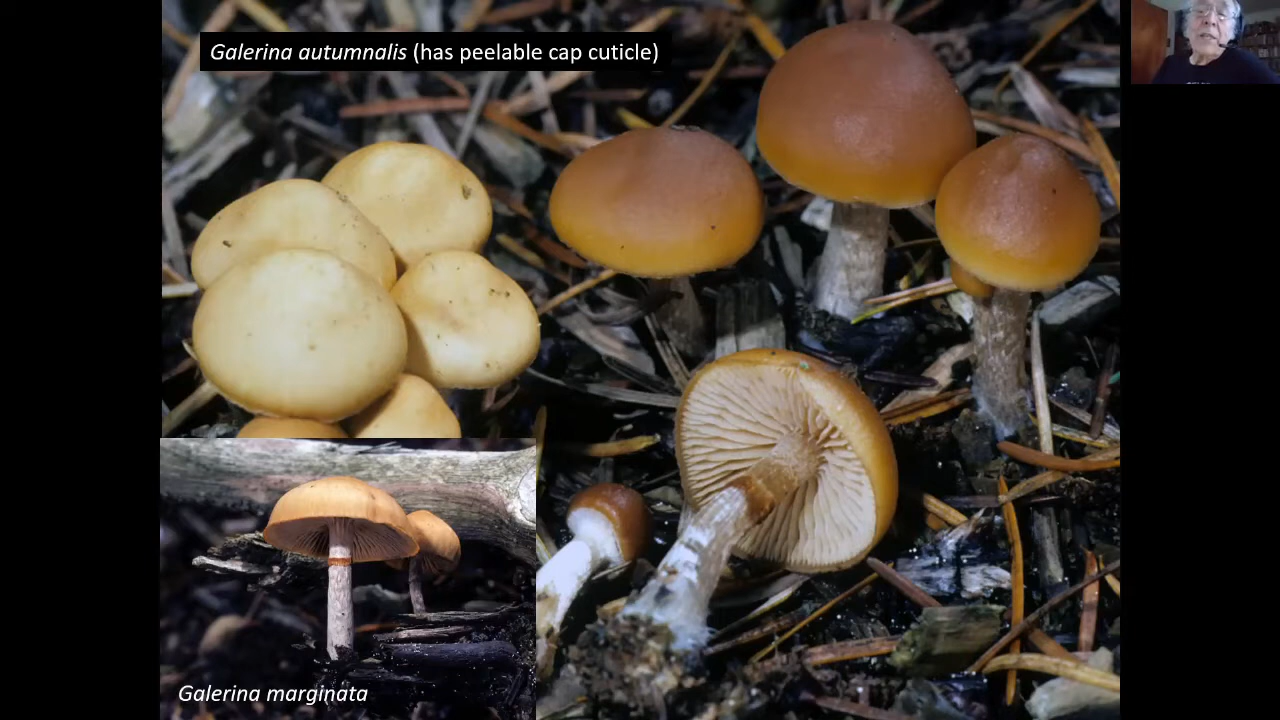 Galerina autumnalis (has peelable cap cuticle)
Galerina marginata